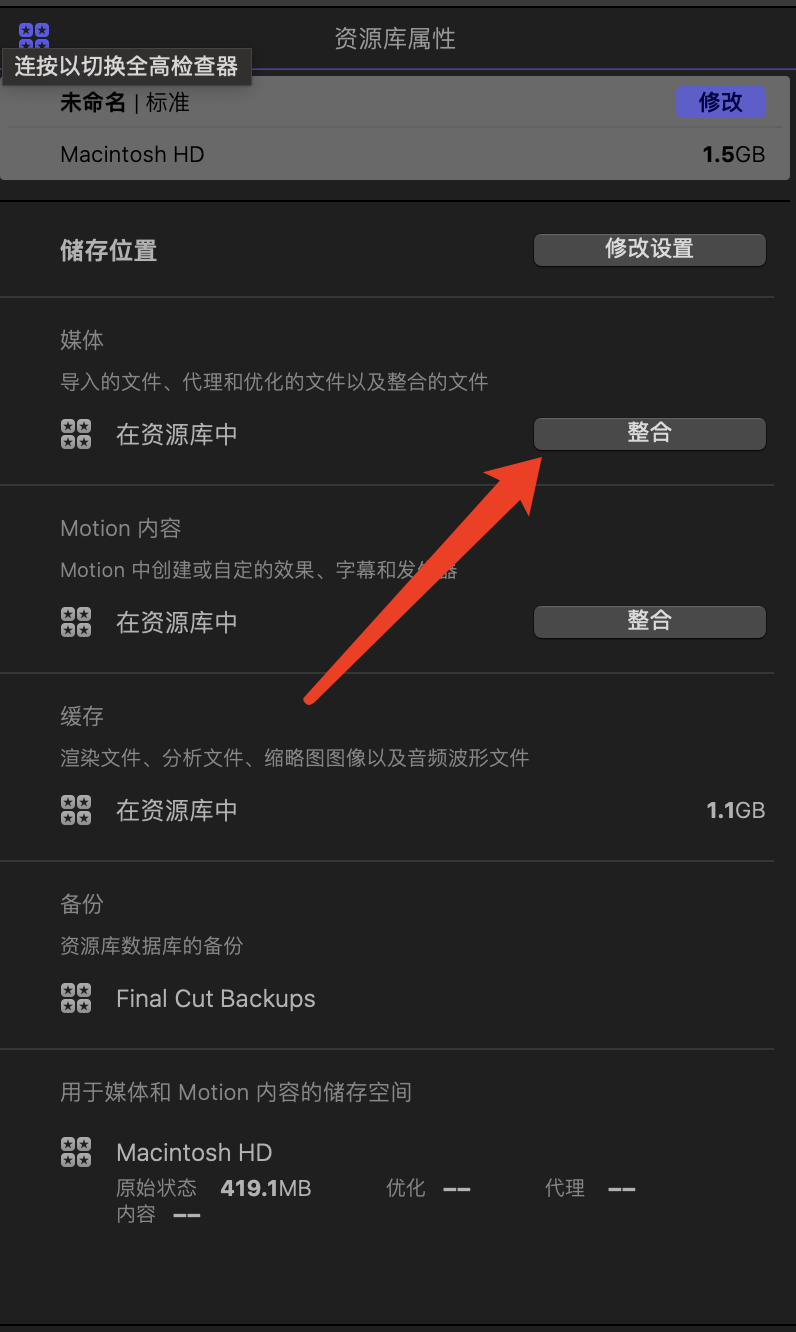 资源库属性
连接以切换全高检查器
未命名 | 标准
修改
Macintosh HD
1.5GB
储存位置
修改设置
媒体
导入的文件、代理和优化的文件以及整合的文件
在资源库中
整合
Motion 内容
Motion 中创建或自定的效果、字幕和发生器
在资源库中
整合
缓存
渲染文件、分析文件、缩略图图像以及音频波形文件
在资源库中
1.1GB
备份
资源库数据库的备份
Final Cut Backups
用于媒体和 Motion 内容的储存空间
Macintosh HD
原始状态 419.1MB 优化 -- 代理 --
内容 --